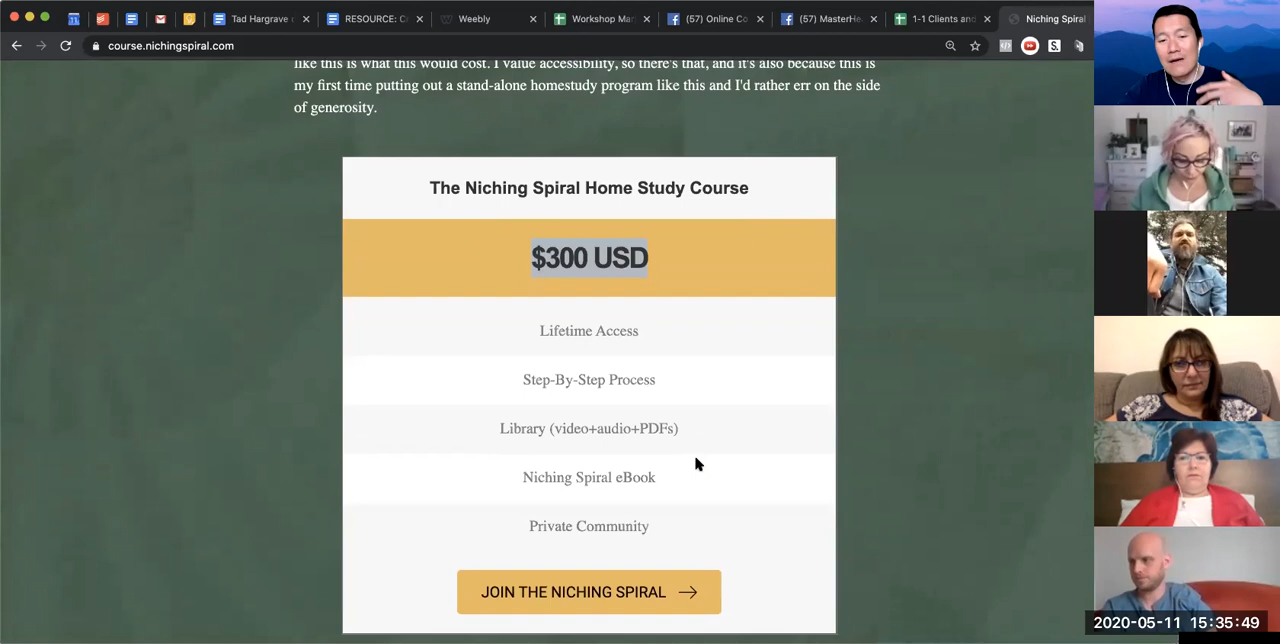 Tad Hargrave
RESOURCE: C
Weebly
Workshop Ma
(57) Online Co
(57) MasterHe
1-1 Clients and
Niching Spiral
course.nichingspiral.com
like this is what this would cost. I value accessibility, so there's that, and it's also because this is
my first time putting out a stand-alone homestudy program like this and I'd rather err on the side
of generosity.
The Niching Spiral Home Study Course
$300 USD
Lifetime Access
Step-By-Step Process
Library (video+audio+PDFs)
Niching Spiral eBook
Private Community
JOIN THE NICHING SPIRAL
2020-05-11 15:35:49